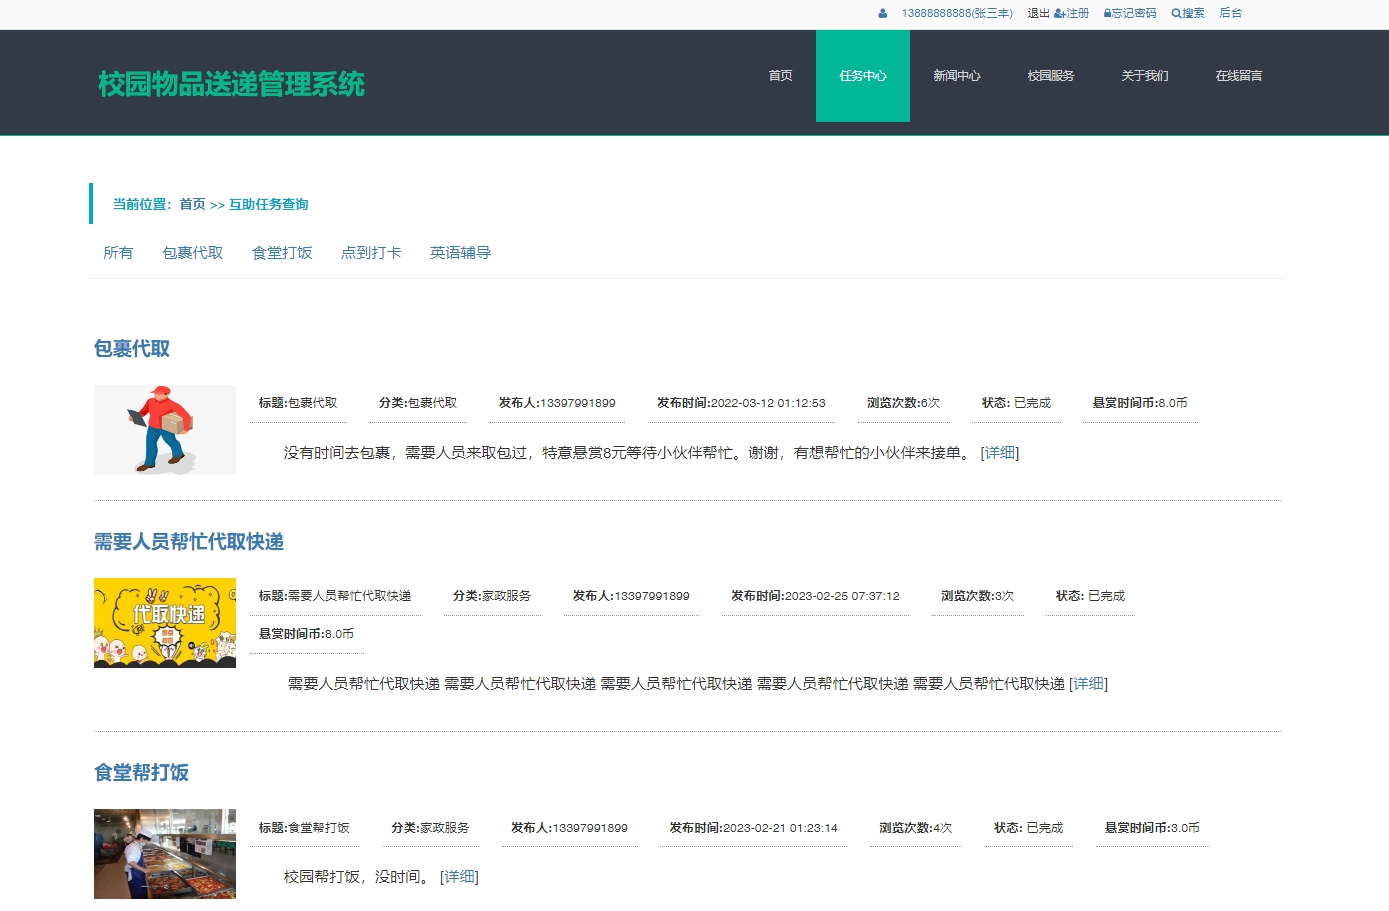 13888888888(张三丰) 退出 注册 忘记密码 搜索 后台
校园物品送递管理系统
首页 任务中心 新闻中心 校园服务 关于我们 在线留言
当前位置：首页 >> 互助任务查询
所有 包裹代取 食堂打饭 点到打卡 英语辅导
包裹代取
标题:包裹代取 分类:包裹代取 发布人:13397991899 发布时间:2022-03-12 01:12:53 浏览次数:6次 状态: 已完成 悬赏时间币:8.0币
没有时间去包裹，需要人员来取包过，特意悬赏8元等待小伙伴帮忙。谢谢，有想帮忙的小伙伴来接单。 [详细]
需要人员帮忙代取快递
代取快递
标题:需要人员帮忙代取快递 分类:家政服务 发布人:13397991899 发布时间:2023-02-25 07:37:12 浏览次数:3次 状态: 已完成
悬赏时间币:8.0币
需要人员帮忙代取快递 需要人员帮忙代取快递 需要人员帮忙代取快递 需要人员帮忙代取快递 需要人员帮忙代取快递 [详细]
食堂帮打饭
标题:食堂帮打饭 分类:家政服务 发布人:13397991899 发布时间:2023-02-21 01:23:14 浏览次数:4次 状态: 已完成 悬赏时间币:3.0币
校园帮打饭，没时间。 [详细]